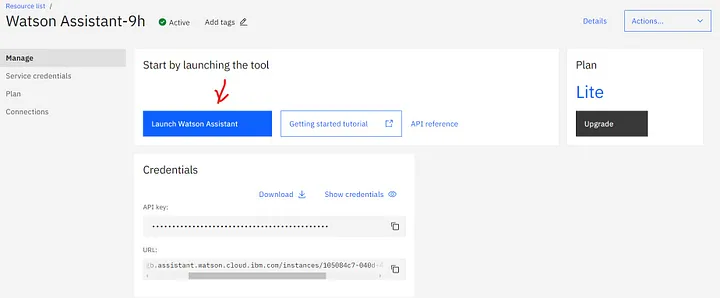 Resource list /
Watson Assistant-9h
Active
Add tags
Details
Actions...
Manage
Service credentials
Plan
Connections
Start by launching the tool
Launch Watson Assistant
Getting started tutorial
API reference
Plan
Lite
Upgrade
Credentials
Download
Show credentials
API key:
••••••••••••••••••••••••••••••••••••••••••••
URL:
.assistant.watson.cloud.ibm.com/instances/105084c7-040d